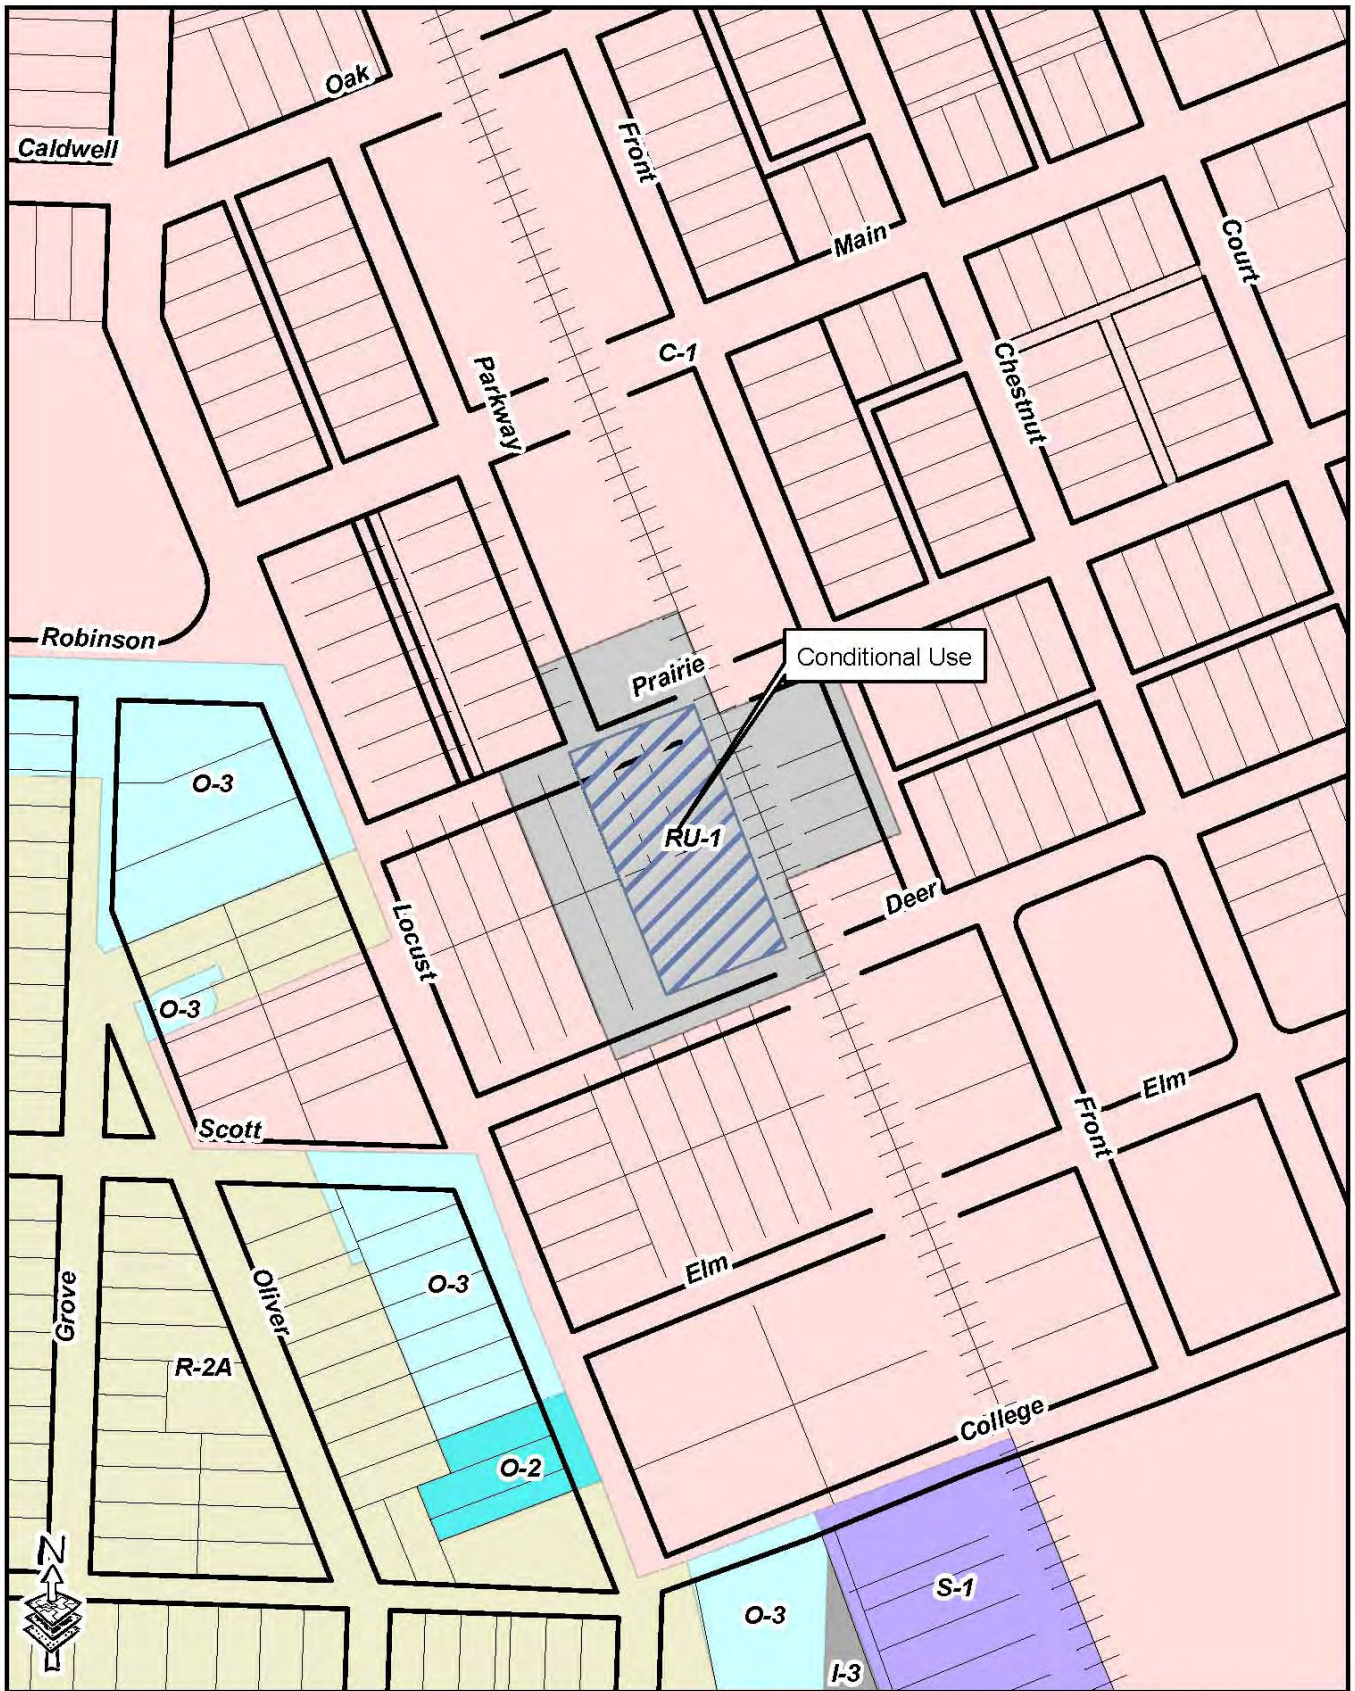 Oak
Caldwell
Front
Main
Court
C-1
Parkway
Chestnut
Robinson
Conditional Use
Prairie
O-3
RU-1
Locust
Deer
O-3
Scott
Elm
Front
Grove
Oliver
O-3
Elm
R-2A
College
O-2
S-1
O-3
I-3
N